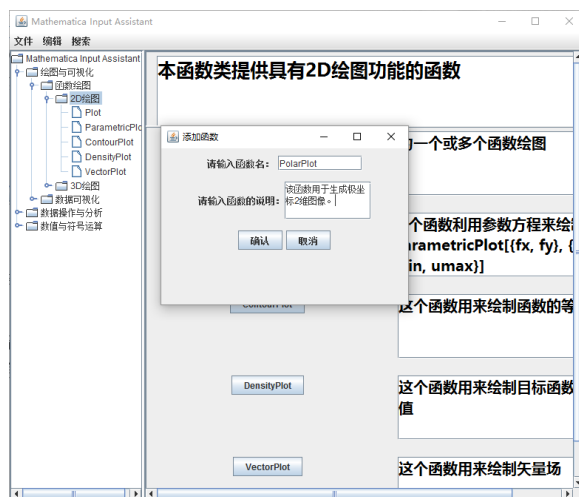 Mathematica Input Assistant
文件 编辑 搜索
Mathematica Input Assistant
绘图与可视化
函数绘图
2D绘图
Plot
ParametricPlo
ContourPlot
DensityPlot
VectorPlot
3D绘图
数据可视化
数据操作与分析
数值与符号运算
本函数类提供具有2D绘图功能的函数
一个或多个函数绘图
个函数利用参数方程来绘
rametricPlot[{fx, fy}, {
in, umax}]
ContourPlot
这个函数用来绘制函数的等
DensityPlot
这个函数用来绘制目标函数
值
VectorPlot
这个函数用来绘制矢量场
添加函数
请输入函数名: PolarPlot
请输入函数的说明: 该函数用于生成极坐
标2维图像。
确认 取消